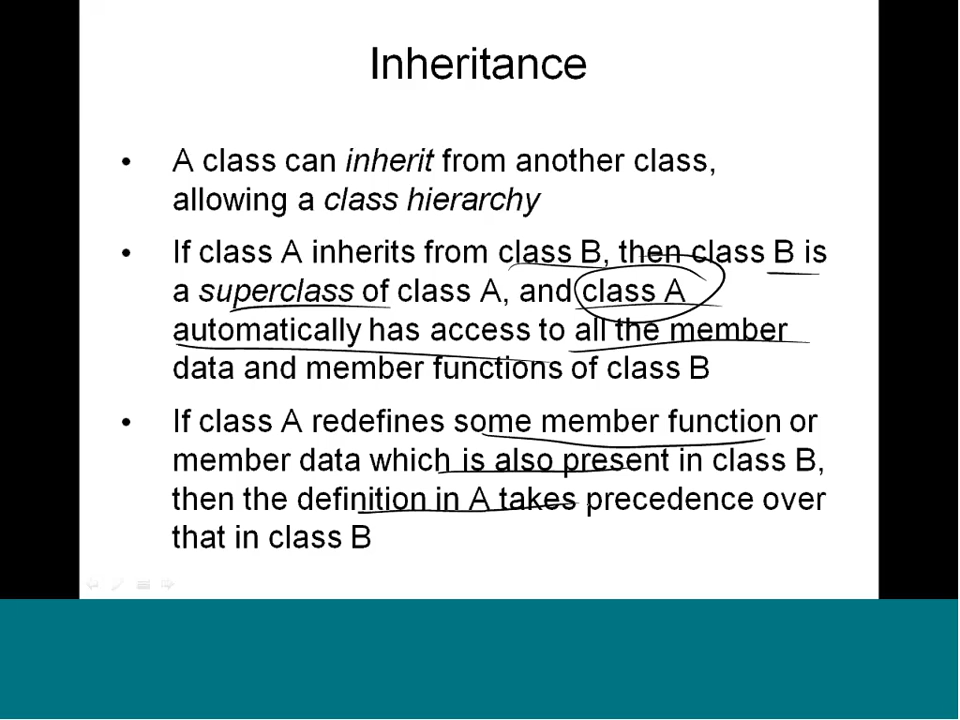 Inheritance
• A class can inherit from another class,
allowing a class hierarchy
• If class A inherits from class B, then class B is
a superclass of class A, and class A
automatically has access to all the member
data and member functions of class B
• If class A redefines some member function or
member data which is also present in class B,
then the definition in A takes precedence over
that in class B